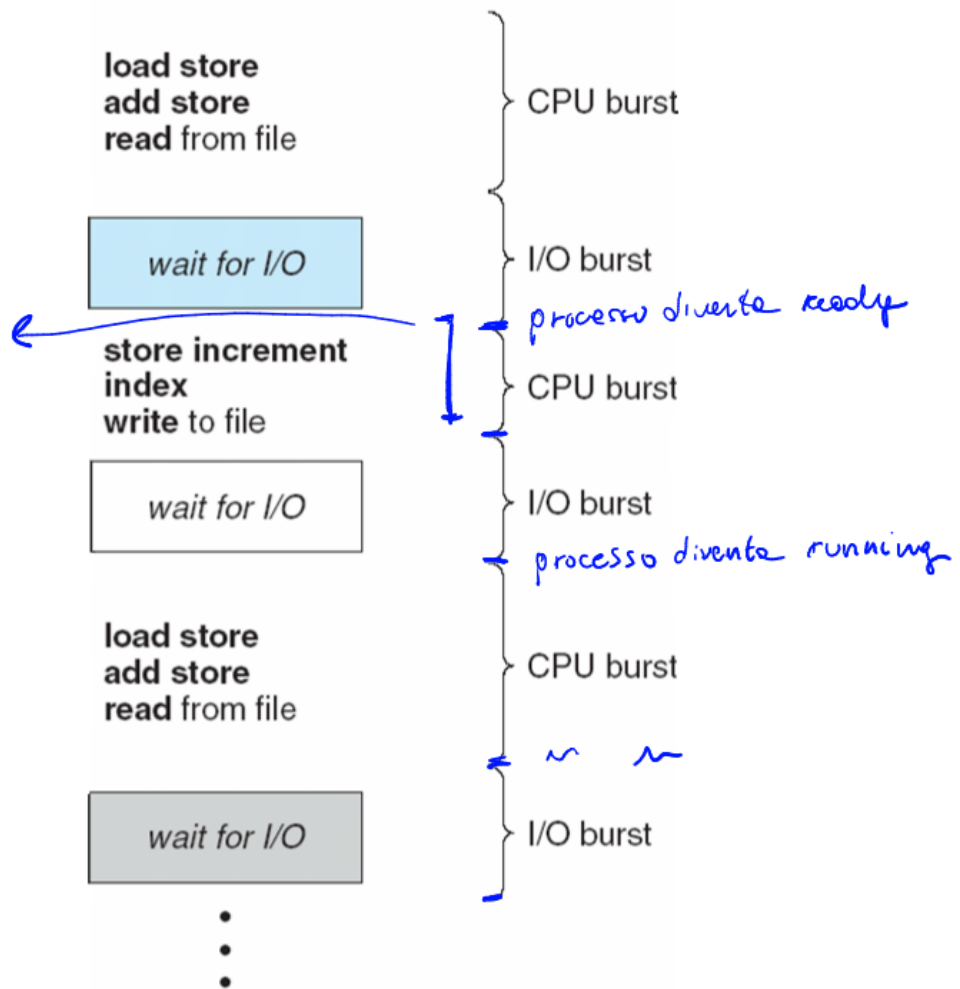 load store
add store
read from file
CPU burst
wait for I/O
I/O burst
processo diventa ready
store increment
index
write to file
CPU burst
wait for I/O
I/O burst
processo diventa running
load store
add store
read from file
CPU burst
wait for I/O
I/O burst